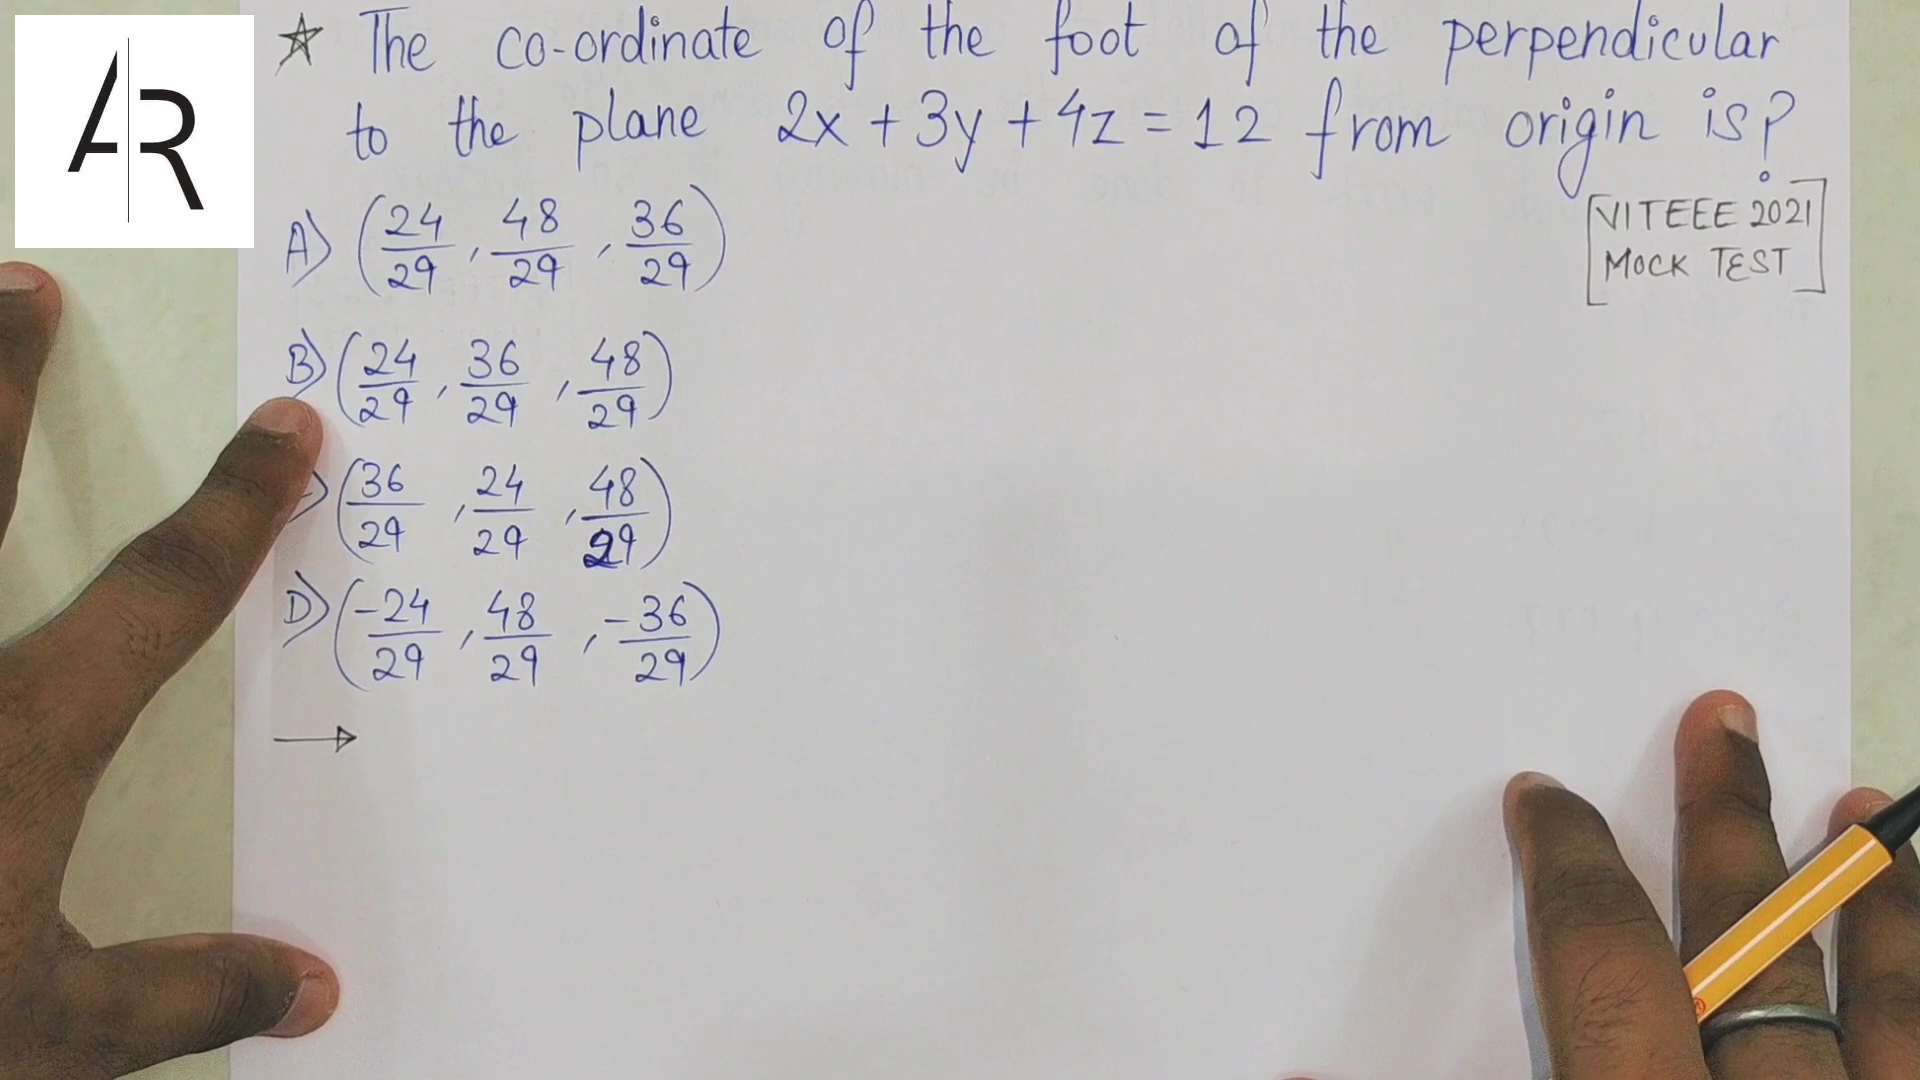 AR
☆ The co-ordinate of the foot of the perpendicular
to the plane 2x + 3y + 4z = 12 from origin is?
[VITEEE 2021
MOCK TEST]
A) (24/29, 48/29, 36/29)
B) (24/29, 36/29, 48/29)
) (36/29, 24/29, 48/29)
D) (-24/29, 48/29, -36/29)
→